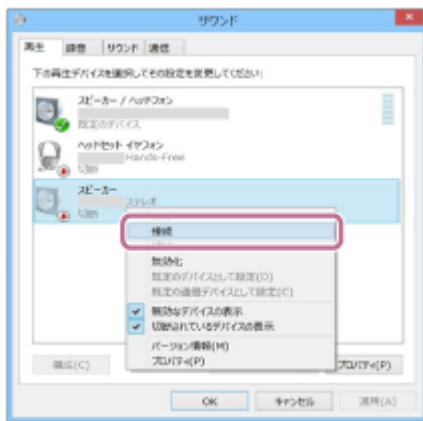 サウンド
再生 録音 サウンド 通信
下の再生デバイスを選択してその設定を変更してください:
スピーカー / ヘッドフォン
既定のデバイス
ヘッドセット イヤフォン
Hands-Free
切断
スピーカー
ステレオ
切断
接続
無効化
既定のデバイスとして設定(D)
既定の通信デバイスとして設定(C)
無効なデバイスの表示
切断されているデバイスの表示
バージョン情報(M)
プロパティ(P)
構成(C) プロパティ(P)
OK キャンセル 適用(A)